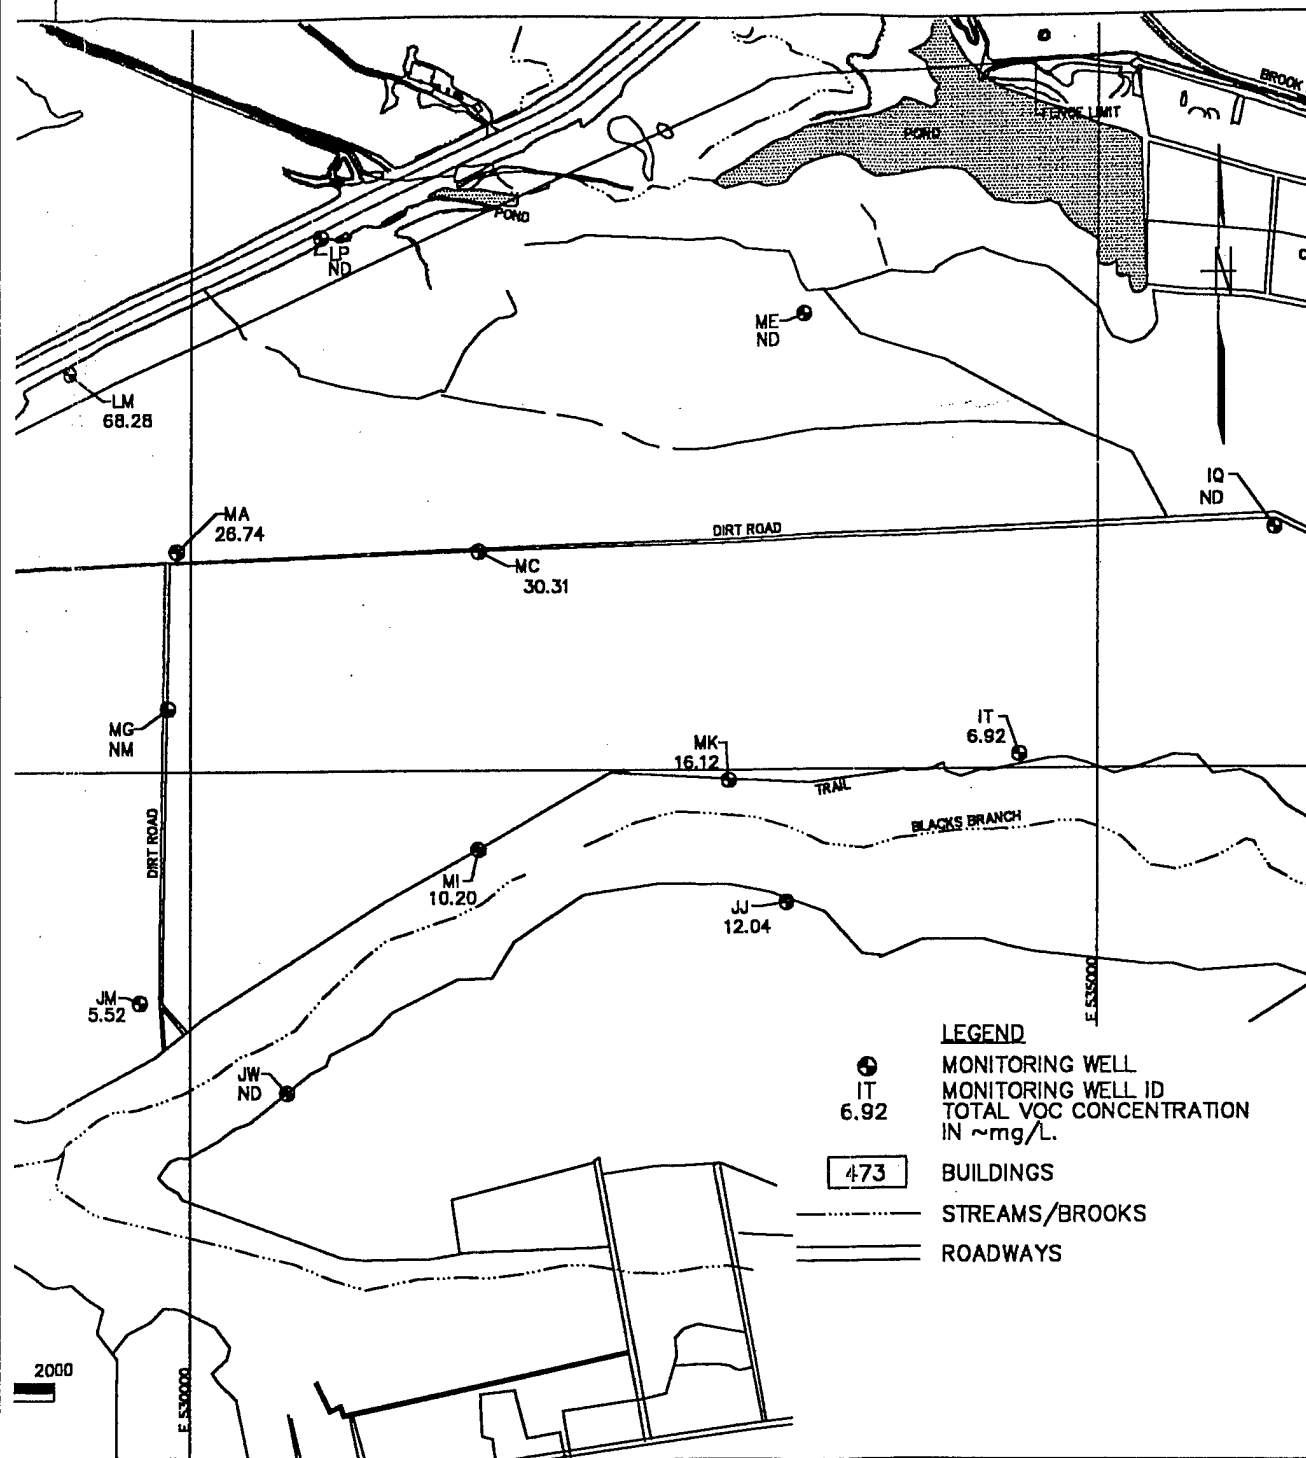 BROOK
FENCE LIMIT
POND
POND
LP
ND
N
ME
ND
LM
68.28
IQ
ND
MA
26.74
DIRT ROAD
MC
30.31
MG
NM
IT
6.92
MK
16.12
TRAIL
BLACKS BRANCH
DIRT ROAD
MI
10.20
JJ
12.04
E 535000
JM
5.52
JW
ND
LEGEND
MONITORING WELL
IT MONITORING WELL ID
6.92 TOTAL VOC CONCENTRATION
IN ~mg/L.
473 BUILDINGS
STREAMS/BROOKS
ROADWAYS
2000
E 530000